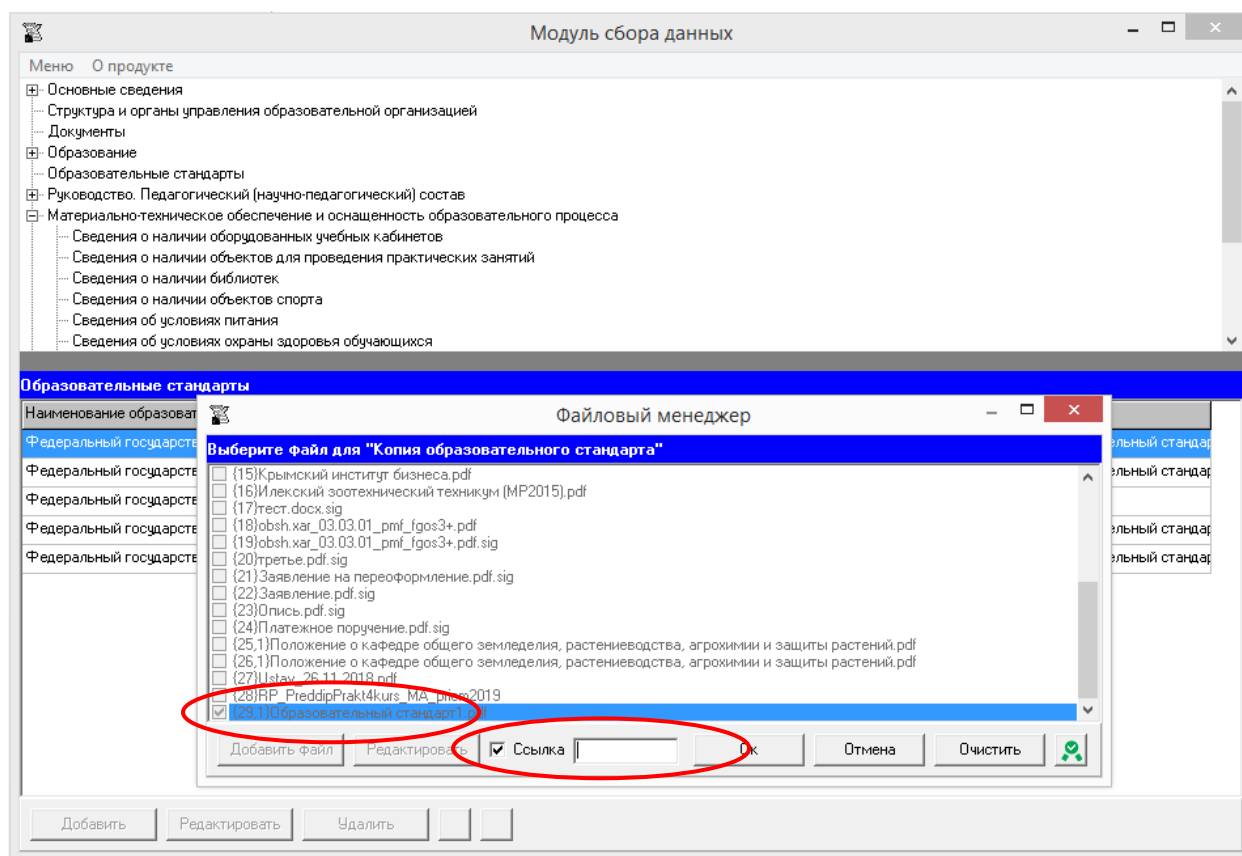 Модуль сбора данных
Меню О продукте
Основные сведения
Структура и органы управления образовательной организацией
Документы
Образование
Образовательные стандарты
Руководство. Педагогический (научно-педагогический) состав
Материально-техническое обеспечение и оснащенность образовательного процесса
Сведения о наличии оборудованных учебных кабинетов
Сведения о наличии объектов для проведения практических занятий
Сведения о наличии библиотек
Сведения о наличии объектов спорта
Сведения об условиях питания
Сведения об условиях охраны здоровья обучающихся
Образовательные стандарты
Наименование образоват
Федеральный государств льный стандар
Федеральный государств льный стандар
Федеральный государств
Федеральный государств льный стандар
Федеральный государств льный стандар
Файловый менеджер
Выберите файл для "Копия образовательного стандарта"
{15}Крымский институт бизнеса.pdf
{16}Илекский зоотехнический техникум (МР2015).pdf
{17}тест.docx.sig
{18}obsh.xar_03.03.01_pmf_fgos3+.pdf
{19}obsh.xar_03.03.01_pmf_fgos3+.pdf.sig
{20}третье.pdf.sig
{21}Заявление на переоформление.pdf.sig
{22}Заявление.pdf.sig
{23}Опись.pdf.sig
{24}Платежное поручение.pdf.sig
{25,1}Положение о кафедре общего земледелия, растениеводства, агрохимии и защиты растений.pdf
{26,1}Положение о кафедре общего земледелия, растениеводства, агрохимии и защиты растений.pdf
{27}Ustav_26.11.2018.pdf
{28}RP_PreddipPrakt4kurs_MA_priem2019
{29,1}Образовательный стандарт1.pdf
Добавить файл Редактировать Ссылка Ок Отмена Очистить
Добавить Редактировать Удалить